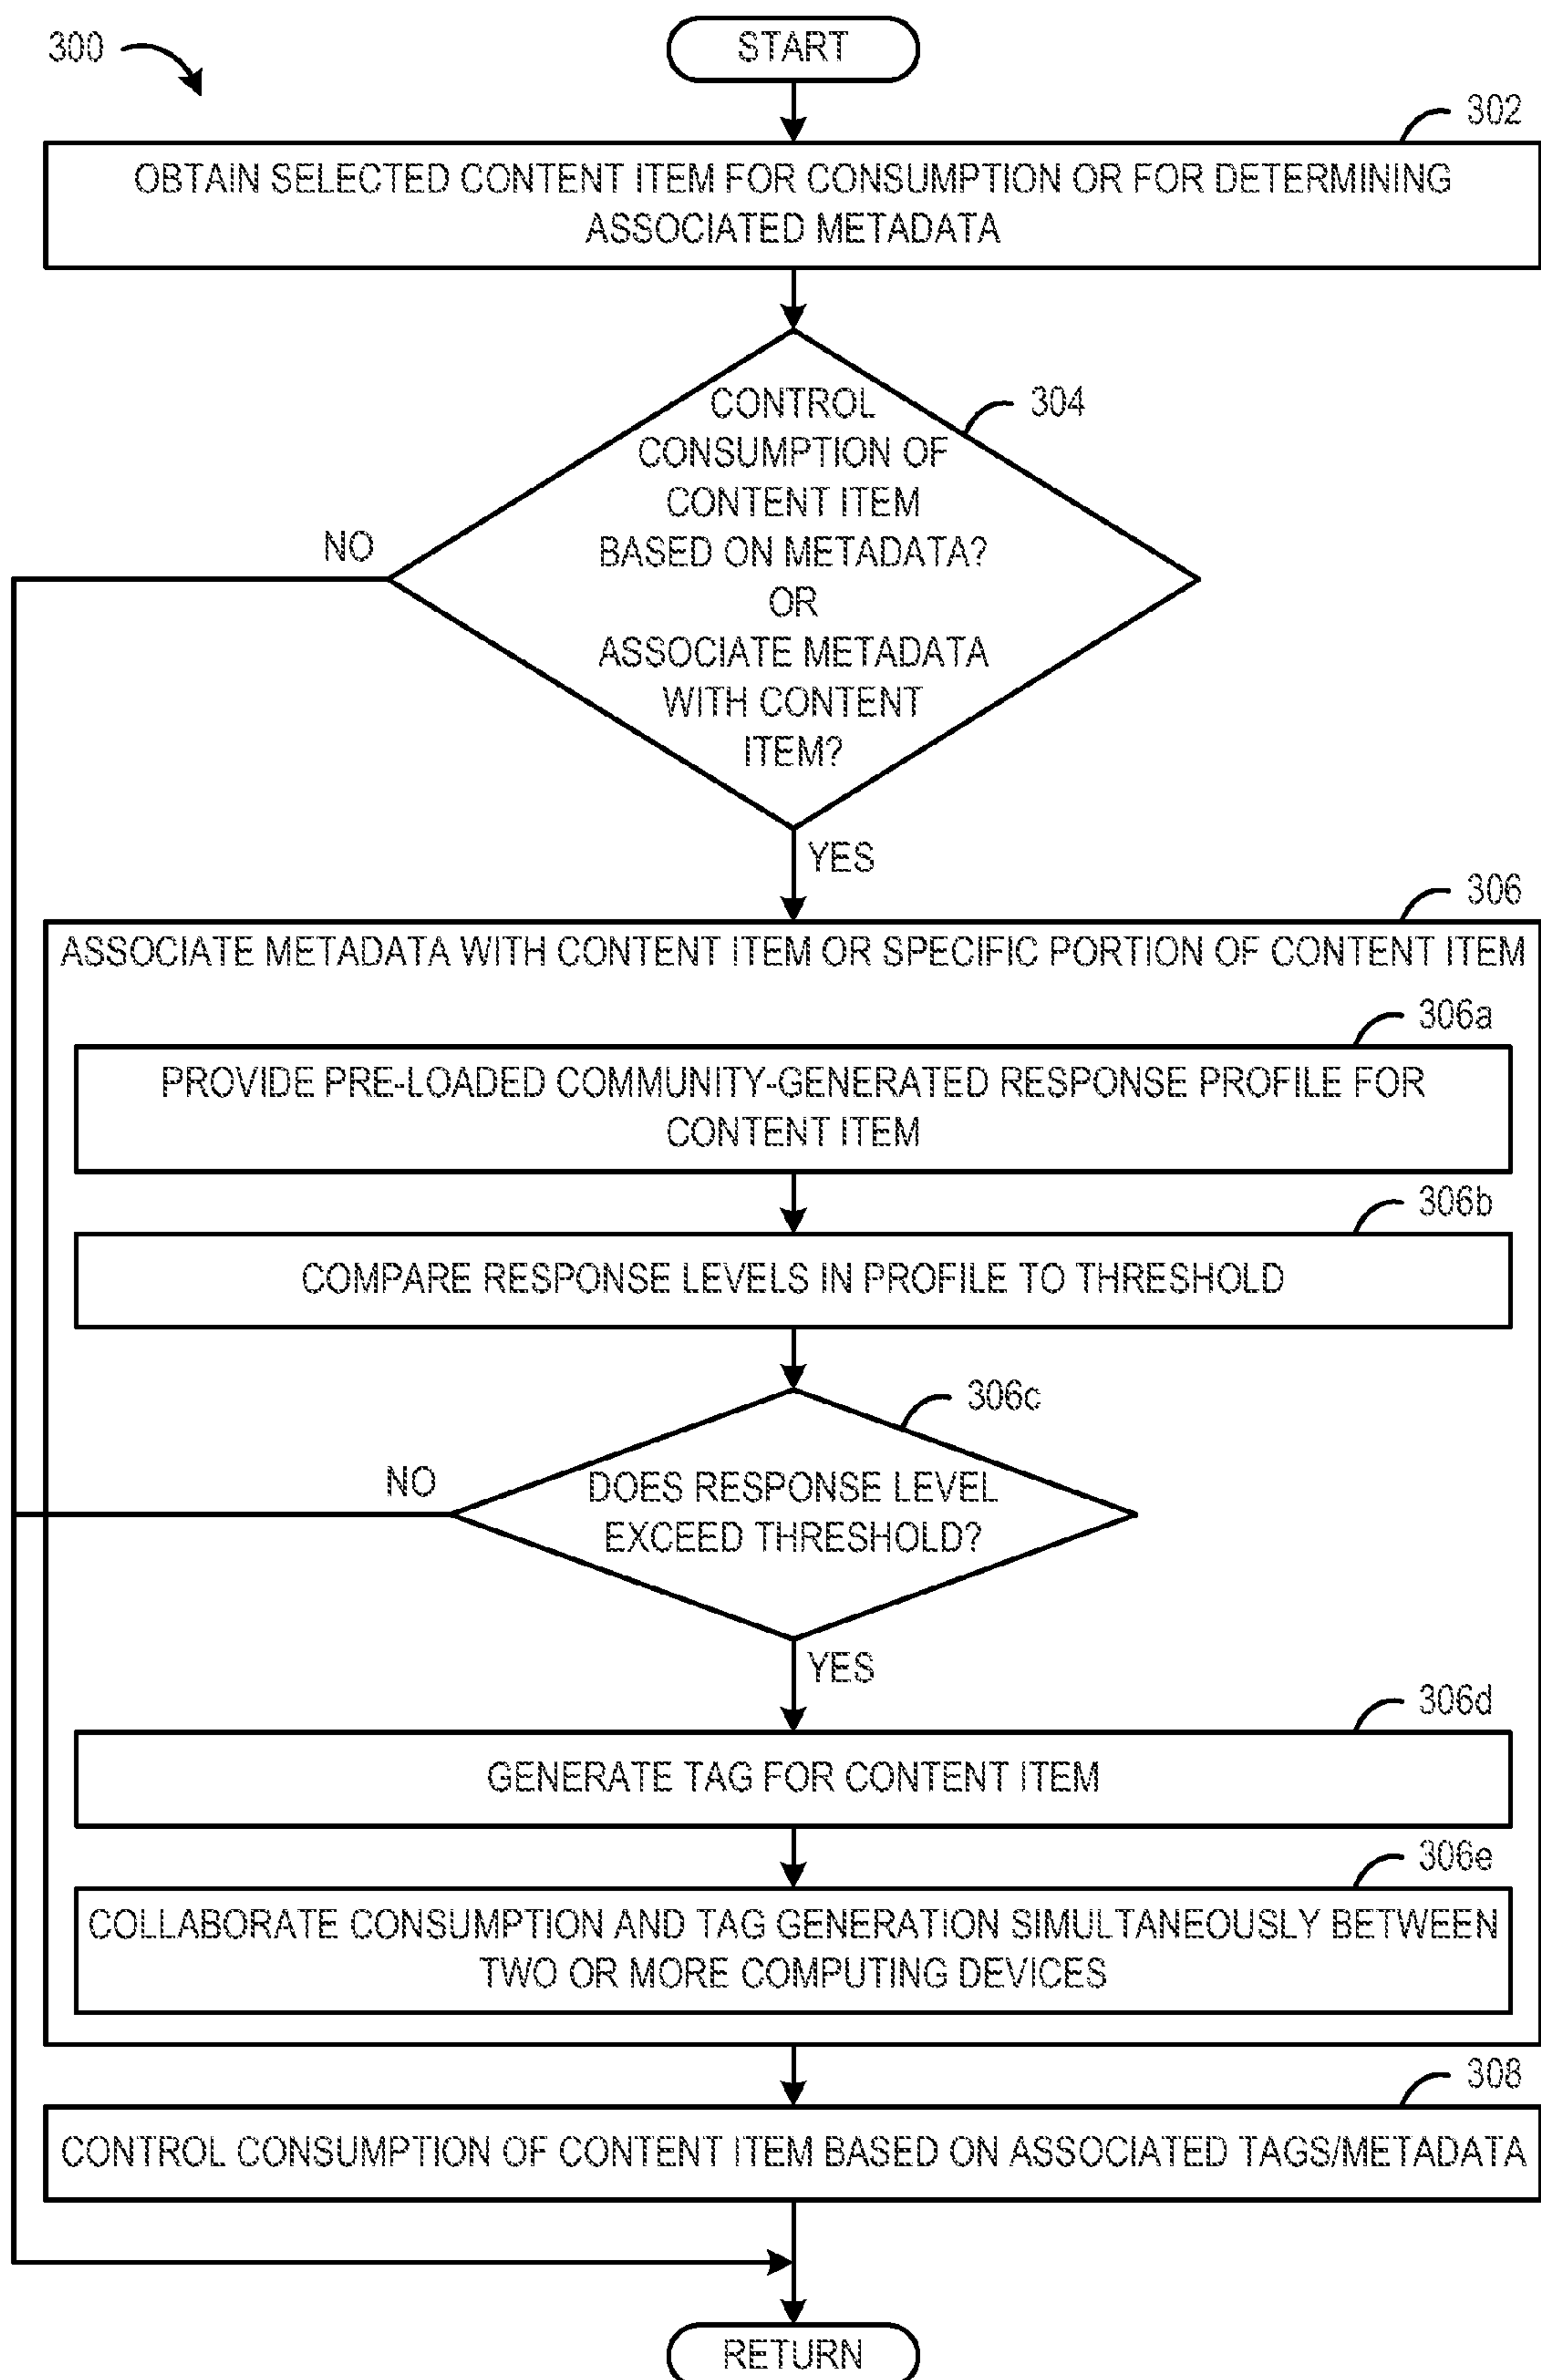 300
START
302
OBTAIN SELECTED CONTENT ITEM FOR CONSUMPTION OR FOR DETERMINING
ASSOCIATED METADATA
304
CONTROL
CONSUMPTION OF
CONTENT ITEM
BASED ON METADATA?
OR
ASSOCIATE METADATA
WITH CONTENT
ITEM?
NO
YES
306
ASSOCIATE METADATA WITH CONTENT ITEM OR SPECIFIC PORTION OF CONTENT ITEM
306a
PROVIDE PRE-LOADED COMMUNITY-GENERATED RESPONSE PROFILE FOR
CONTENT ITEM
306b
COMPARE RESPONSE LEVELS IN PROFILE TO THRESHOLD
306c
DOES RESPONSE LEVEL
EXCEED THRESHOLD?
NO
YES
306d
GENERATE TAG FOR CONTENT ITEM
306e
COLLABORATE CONSUMPTION AND TAG GENERATION SIMULTANEOUSLY BETWEEN
TWO OR MORE COMPUTING DEVICES
308
CONTROL CONSUMPTION OF CONTENT ITEM BASED ON ASSOCIATED TAGS/METADATA
RETURN